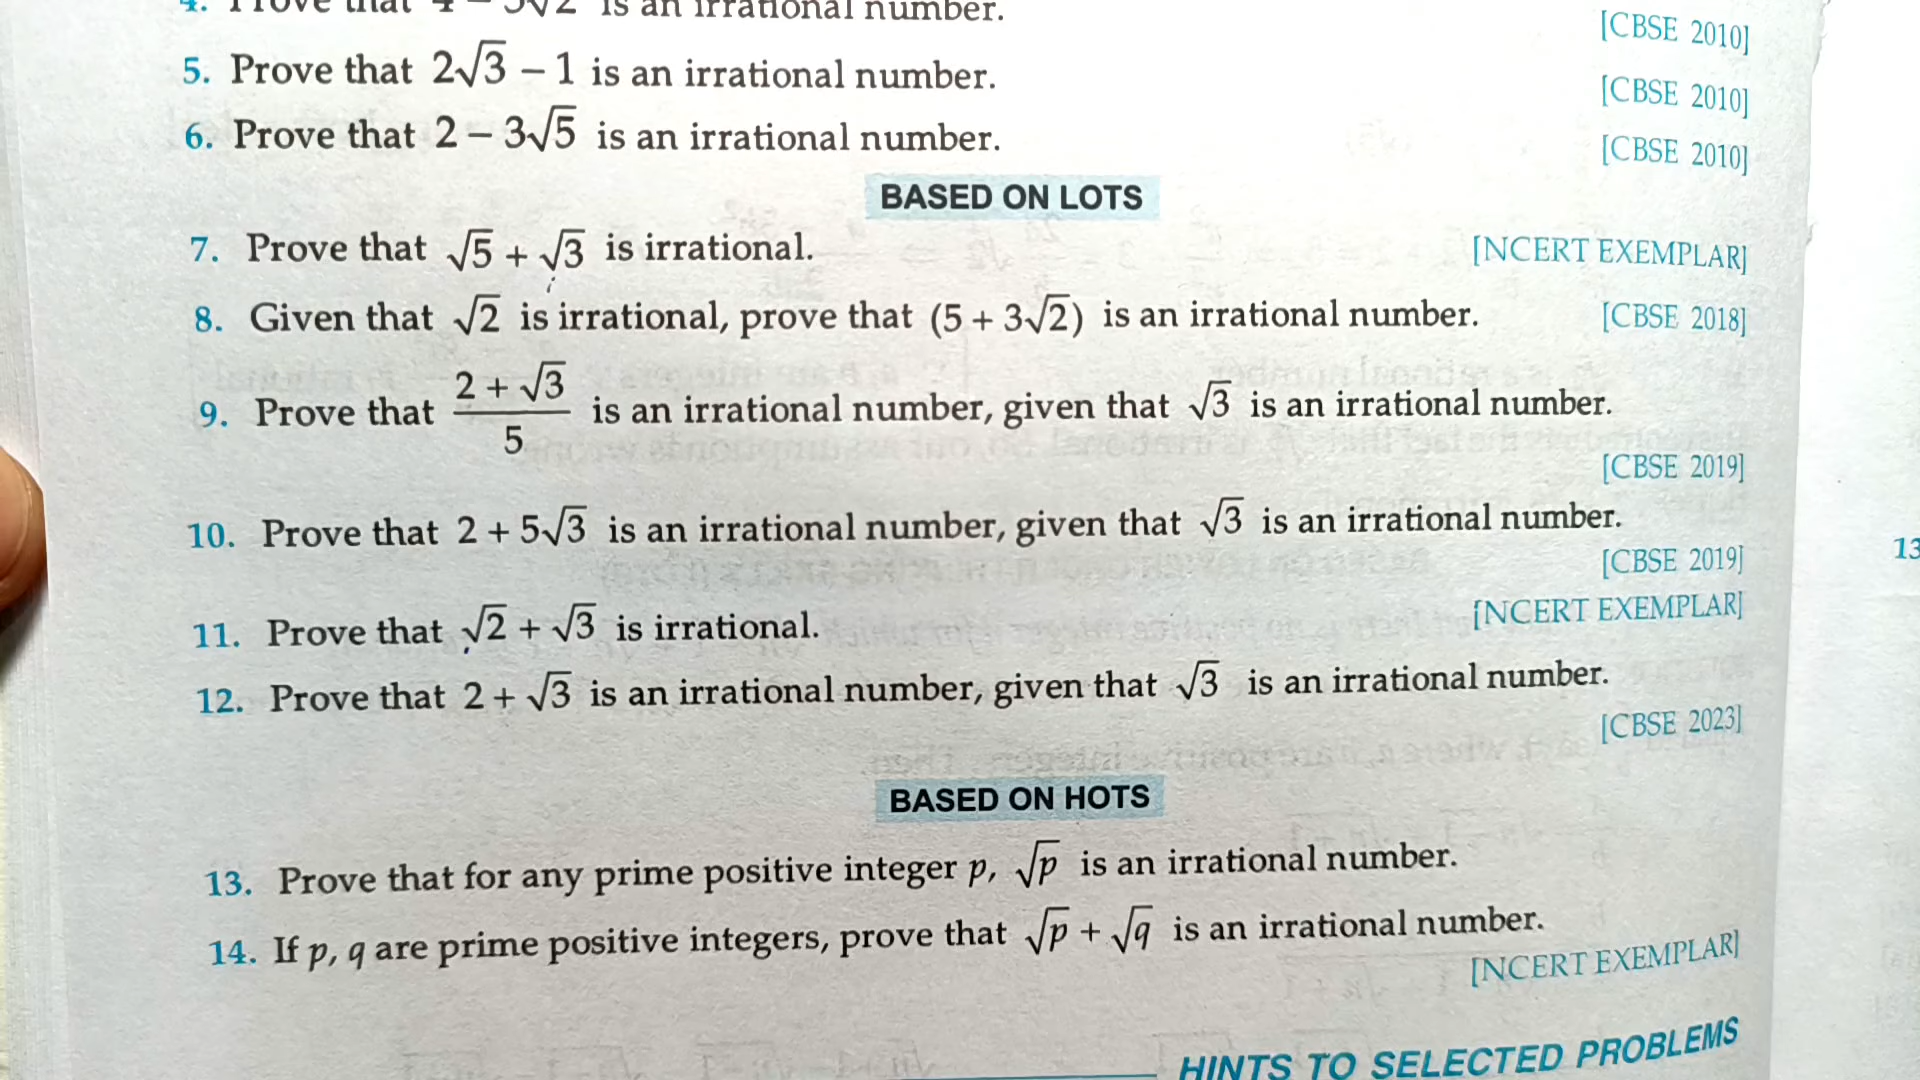 4. Prove that 4 – 5√2 is an irrational number. [CBSE 2010]
5. Prove that 2√3 – 1 is an irrational number. [CBSE 2010]
6. Prove that 2 – 3√5 is an irrational number. [CBSE 2010]
BASED ON LOTS
7. Prove that √5 + √3 is irrational. [NCERT EXEMPLAR]
8. Given that √2 is irrational, prove that (5 + 3√2) is an irrational number. [CBSE 2018]
9. Prove that (2 + √3)/5 is an irrational number, given that √3 is an irrational number.
[CBSE 2019]
10. Prove that 2 + 5√3 is an irrational number, given that √3 is an irrational number.
[CBSE 2019]
11. Prove that √2 + √3 is irrational. [NCERT EXEMPLAR]
12. Prove that 2 + √3 is an irrational number, given that √3 is an irrational number.
[CBSE 2023]
BASED ON HOTS
13. Prove that for any prime positive integer p, √p is an irrational number.
14. If p, q are prime positive integers, prove that √p + √q is an irrational number.
[NCERT EXEMPLAR]
HINTS TO SELECTED PROBLEMS
13